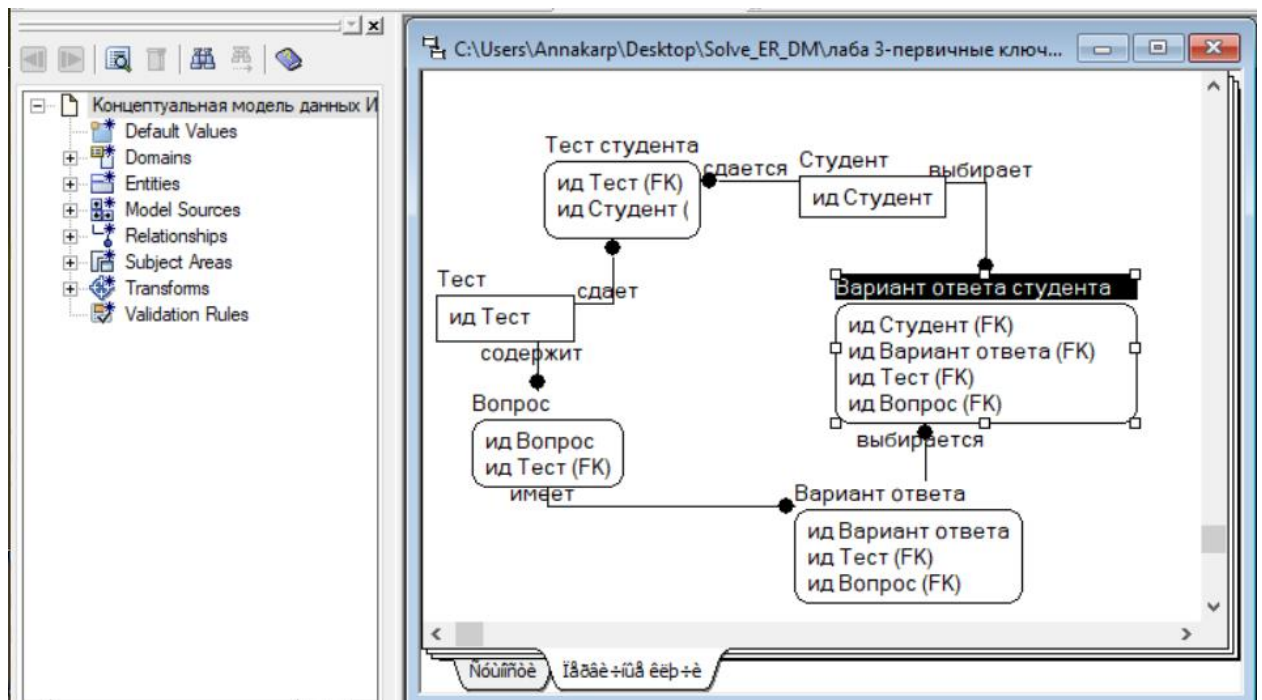 C:\Users\Annakarp\Desktop\Solve_ER_DM\лаба 3-первичные ключ...
Концептуальная модель данных И
Default Values
Domains
Entities
Model Sources
Relationships
Subject Areas
Transforms
Validation Rules
Тест студента
сдается
Студент
выбирает
ид Тест (FK)
ид Студент (
ид Студент
Тест
сдает
ид Тест
содержит
Вариант ответа студента
ид Студент (FK)
ид Вариант ответа (FK)
ид Тест (FK)
ид Вопрос (FK)
Вопрос
ид Вопрос
ид Тест (FK)
имеет
выбирается
Вариант ответа
ид Вариант ответа
ид Тест (FK)
ид Вопрос (FK)
Ñóùíîñòè
Ïåðâè÷íûå êëþ÷è